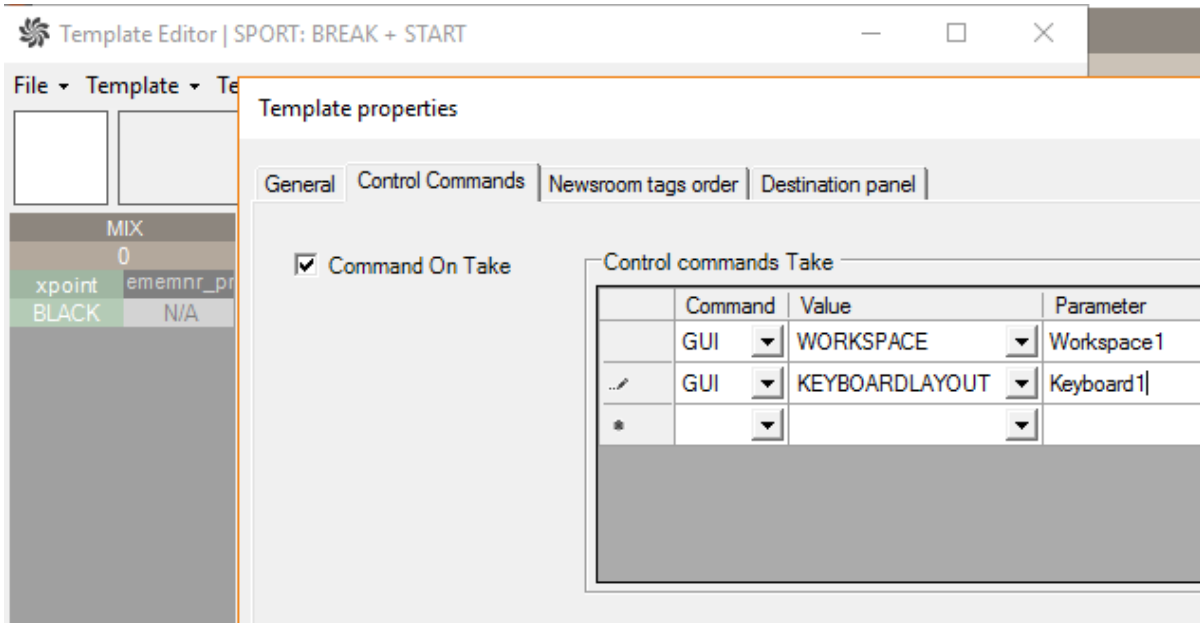 Template Editor | SPORT: BREAK + START
File Template Te
Template properties
General Control Commands Newsroom tags order Destination panel
MIX
0
xpoint ememnr_pr
BLACK N/A
Command On Take
Control commands Take
Command Value Parameter
GUI WORKSPACE Workspace1
GUI KEYBOARDLAYOUT Keyboard1